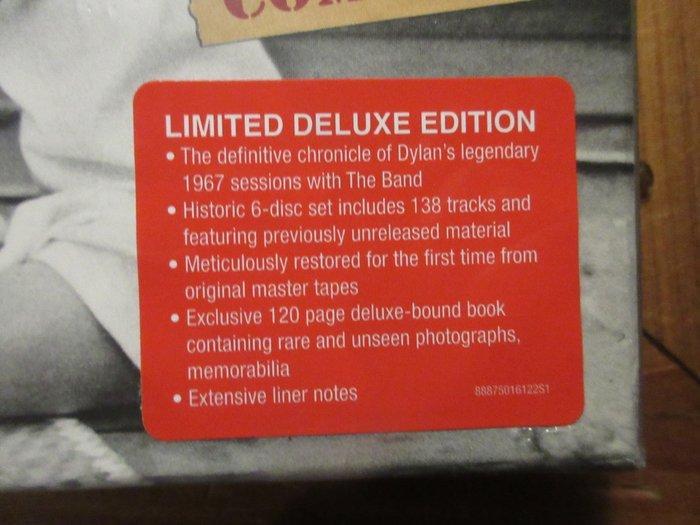 COM
LIMITED DELUXE EDITION
• The definitive chronicle of Dylan's legendary
1967 sessions with The Band
• Historic 6-disc set includes 138 tracks and
featuring previously unreleased material
• Meticulously restored for the first time from
original master tapes
• Exclusive 120 page deluxe-bound book
containing rare and unseen photographs,
memorabilia
• Extensive liner notes
88875016122S1